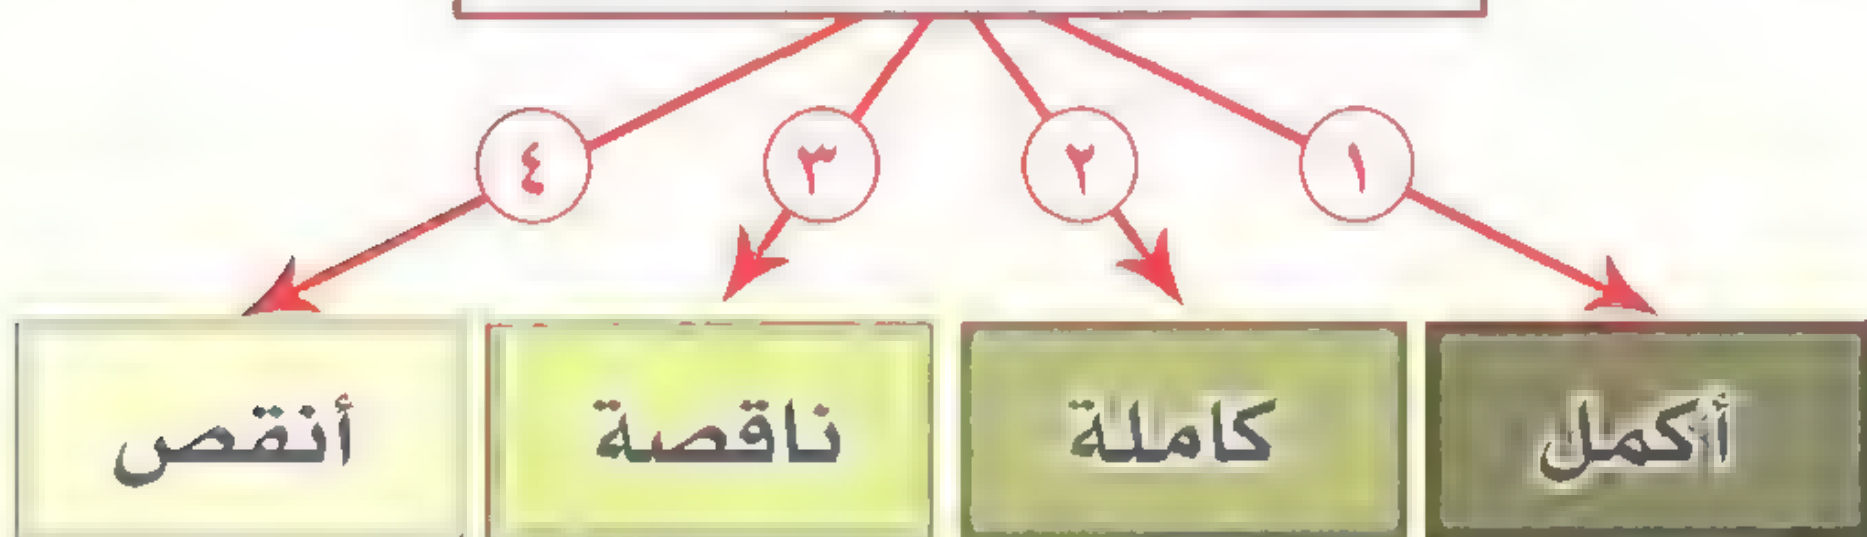 ١ ٢ ٣ ٤
أكمل كاملة ناقصة أنقص